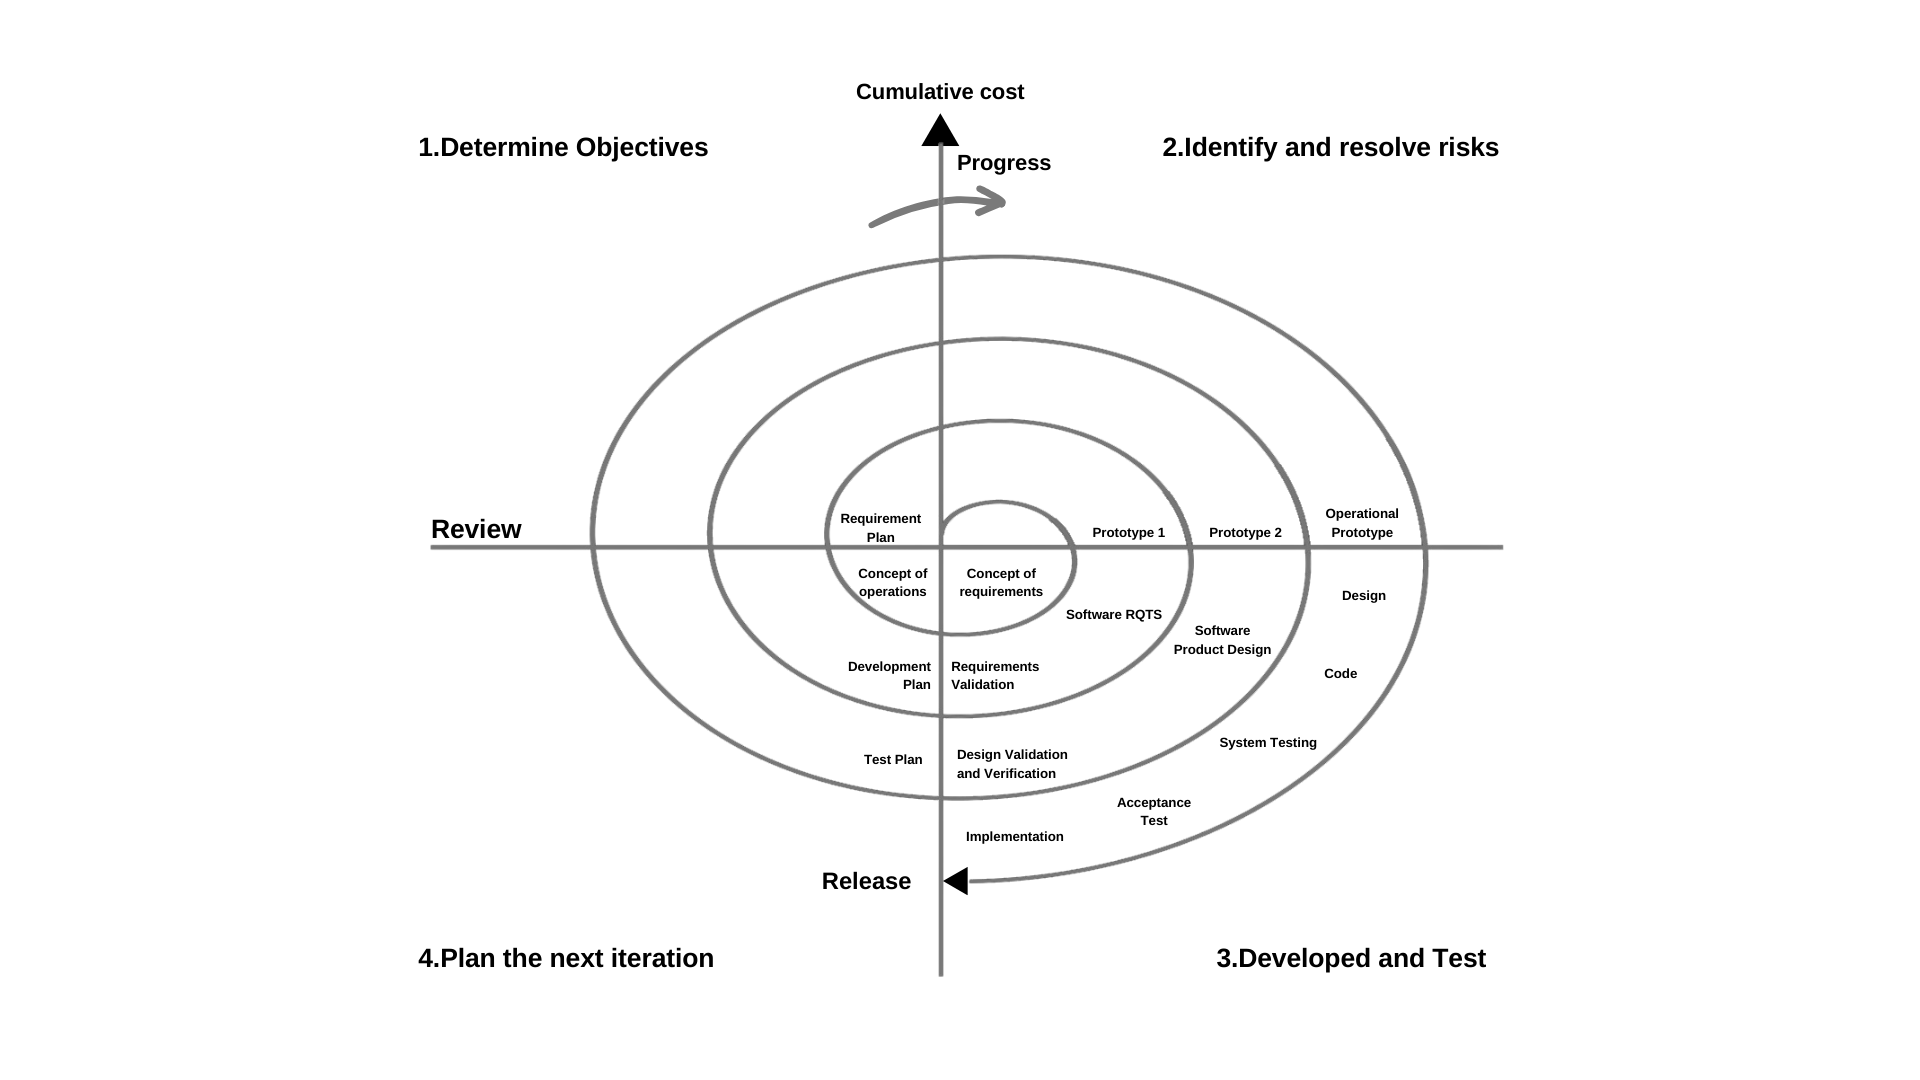 Cumulative cost
1.Determine Objectives
2.Identify and resolve risks
Progress
Review
Requirement
Plan
Prototype 1
Prototype 2
Operational
Prototype
Concept of
operations
Concept of
requirements
Software RQTS
Software
Product Design
Design
Development
Plan
Requirements
Validation
Code
Test Plan
Design Validation
and Verification
System Testing
Acceptance
Test
Implementation
Release
4.Plan the next iteration
3.Developed and Test